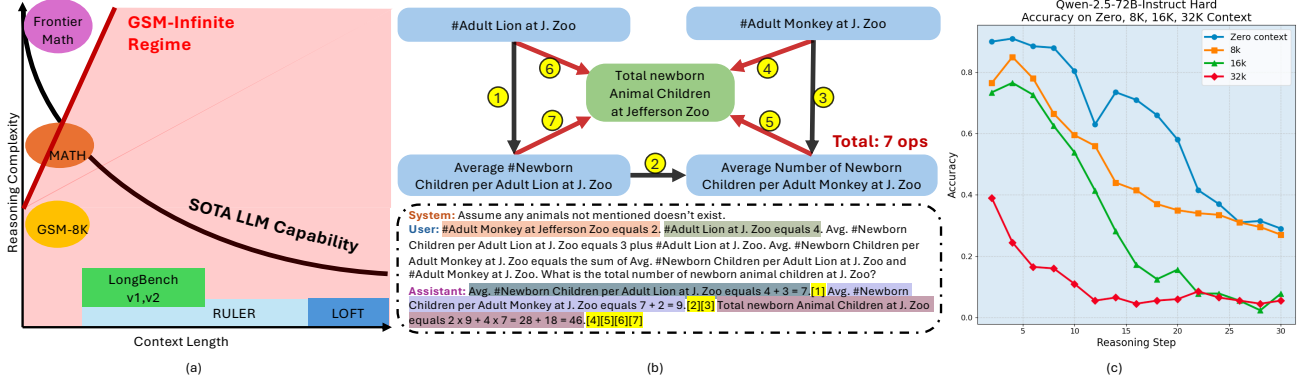 Reasoning Complexity
Frontier
Math
GSM-Infinite
Regime
MATH
GSM-8K
SOTA LLM Capability
LongBench
v1,v2
RULER
LOFT
Context Length
(a)
#Adult Lion at J. Zoo
#Adult Monkey at J. Zoo
6
4
Total newborn
Animal Children
at Jefferson Zoo
1
3
7
5
Total: 7 ops
Average #Newborn
Children per Adult Lion at J. Zoo
2
Average Number of Newborn
Children per Adult Monkey at J. Zoo
System: Assume any animals not mentioned doesn't exist.
User: #Adult Monkey at Jefferson Zoo equals 2. #Adult Lion at J. Zoo equals 4. Avg. #Newborn
Children per Adult Lion at J. Zoo equals 3 plus #Adult Lion at J. Zoo. Avg. #Newborn Children per
Adult Monkey at J. Zoo equals the sum of Avg. #Newborn Children per Adult Lion at J. Zoo and
#Adult Monkey at J. Zoo. What is the total number of newborn animal children at J. Zoo?
Assistant: Avg. #Newborn Children per Adult Lion at J. Zoo equals 4 + 3 = 7.[1] Avg. #Newborn
Children per Adult Monkey at J. Zoo equals 7 + 2 = 9.[2][3] Total newborn Animal Children at J. Zoo
equals 2 x 9 + 4 x 7 = 28 + 18 = 46.[4][5][6][7]
(b)
Qwen-2.5-72B-Instruct Hard
Accuracy on Zero, 8K, 16K, 32K Context
Zero context
8k
16k
32k
Accuracy
0.8
0.6
0.4
0.2
0.0
5
10
15
20
25
30
Reasoning Step
(c)